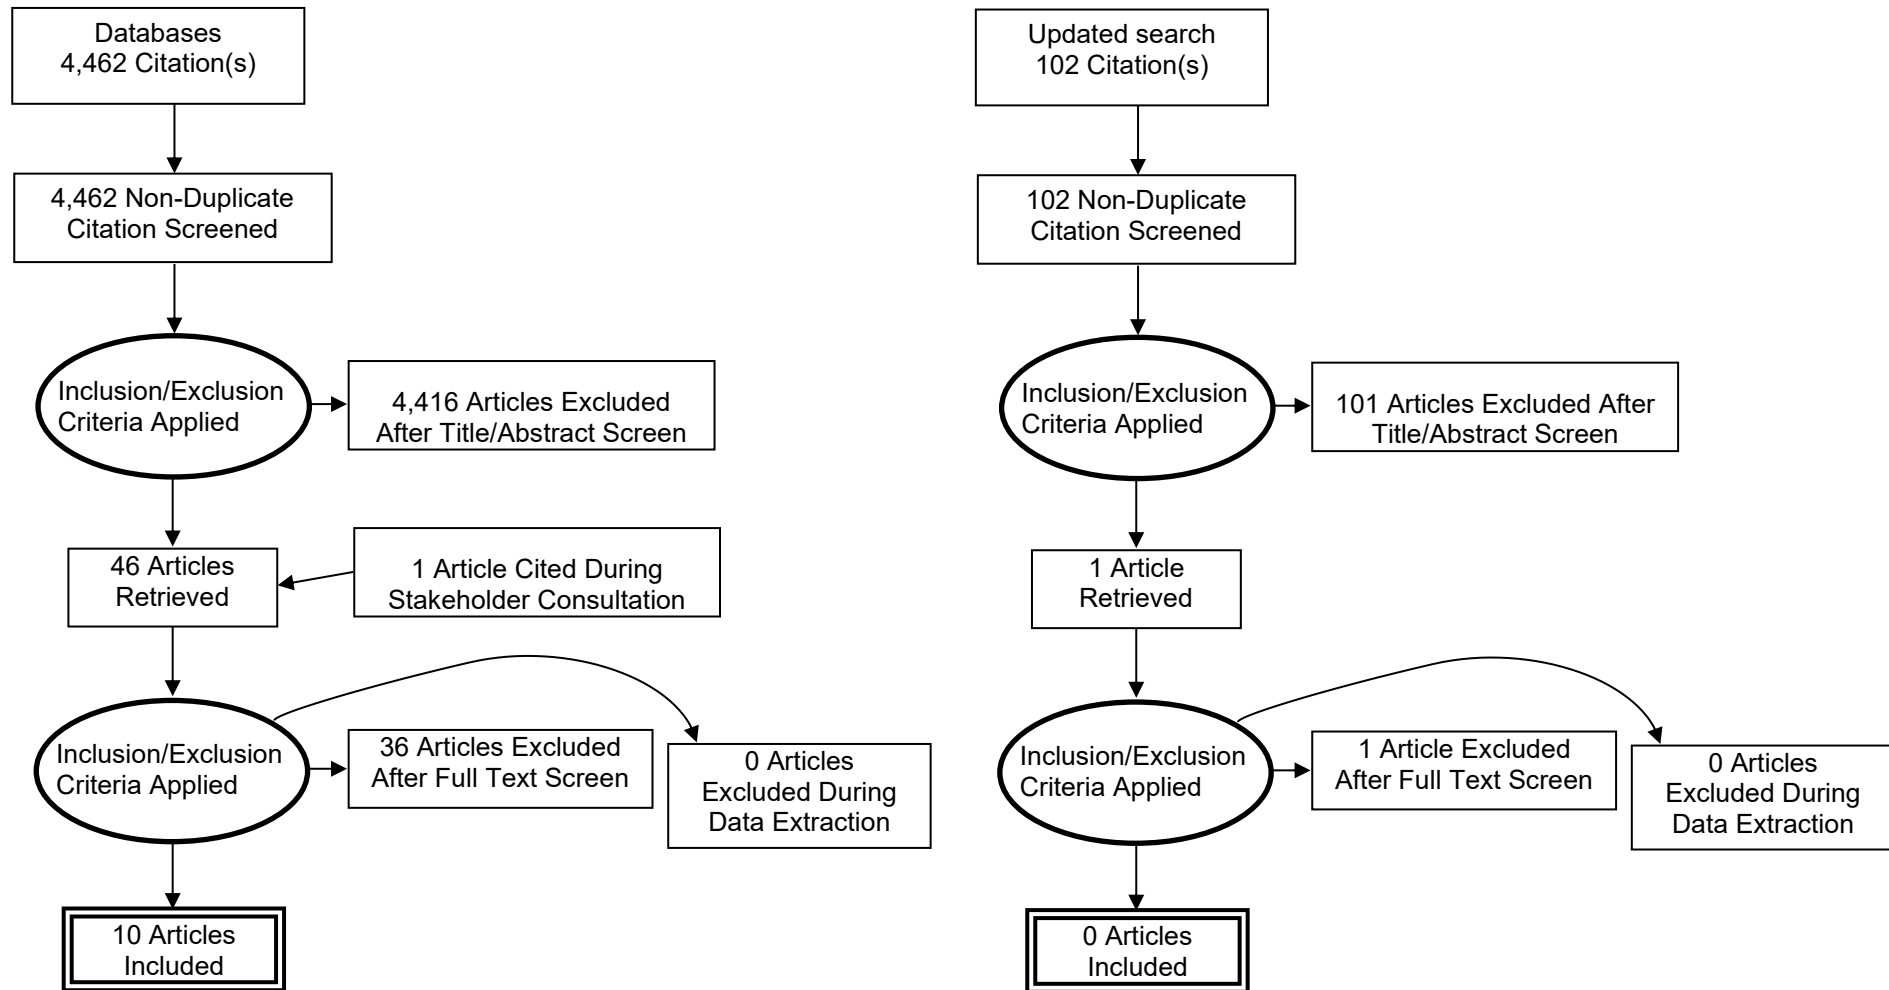 Databases
4,462 Citation(s)
4,462 Non-Duplicate
Citation Screened
Inclusion/Exclusion
Criteria Applied
4,416 Articles Excluded
After Title/Abstract Screen
46 Articles
Retrieved
1 Article Cited During
Stakeholder Consultation
Inclusion/Exclusion
Criteria Applied
36 Articles Excluded
After Full Text Screen
0 Articles
Excluded During
Data Extraction
10 Articles
Included
Updated search
102 Citation(s)
102 Non-Duplicate
Citation Screened
Inclusion/Exclusion
Criteria Applied
101 Articles Excluded After
Title/Abstract Screen
1 Article
Retrieved
Inclusion/Exclusion
Criteria Applied
1 Article Excluded
After Full Text Screen
0 Articles
Excluded During
Data Extraction
0 Articles
Included